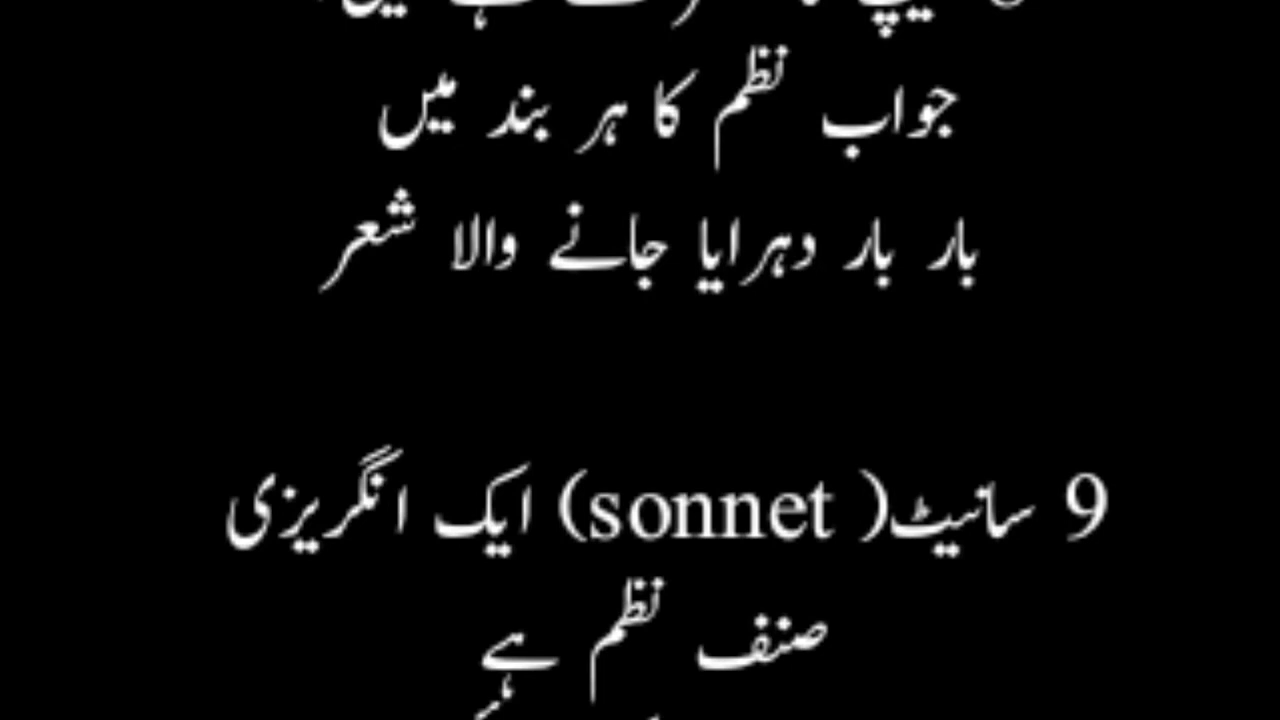 جواب نظم کا ہر بند میں
بار بار دہرایا جانے والا شعر
9 سانیٹ( sonnet) ایک انگریزی
صنف نظم ہے